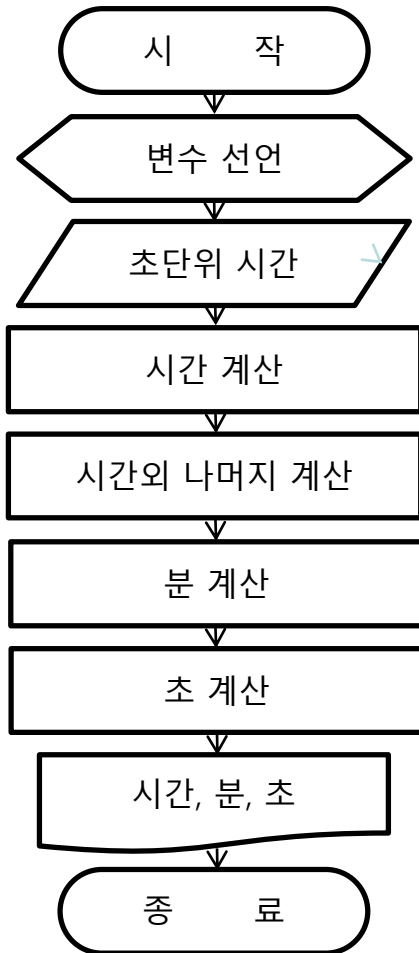 시 작
변수 선언
초단위 시간
시간 계산
시간외 나머지 계산
분 계산
초 계산
시간, 분, 초
종 료